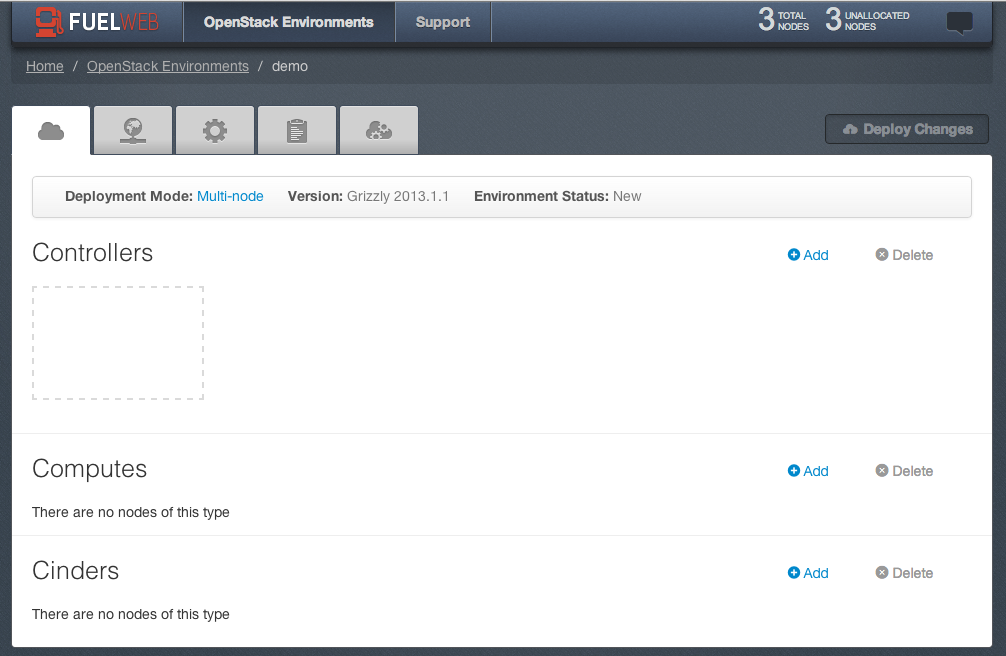 FUELWEB OpenStack Environments Support 3 TOTAL NODES 3 UNALLOCATED NODES
Home / OpenStack Environments / demo
Deploy Changes
Deployment Mode: Multi-node Version: Grizzly 2013.1.1 Environment Status: New
Controllers Add Delete
Computes Add Delete
There are no nodes of this type
Cinders Add Delete
There are no nodes of this type